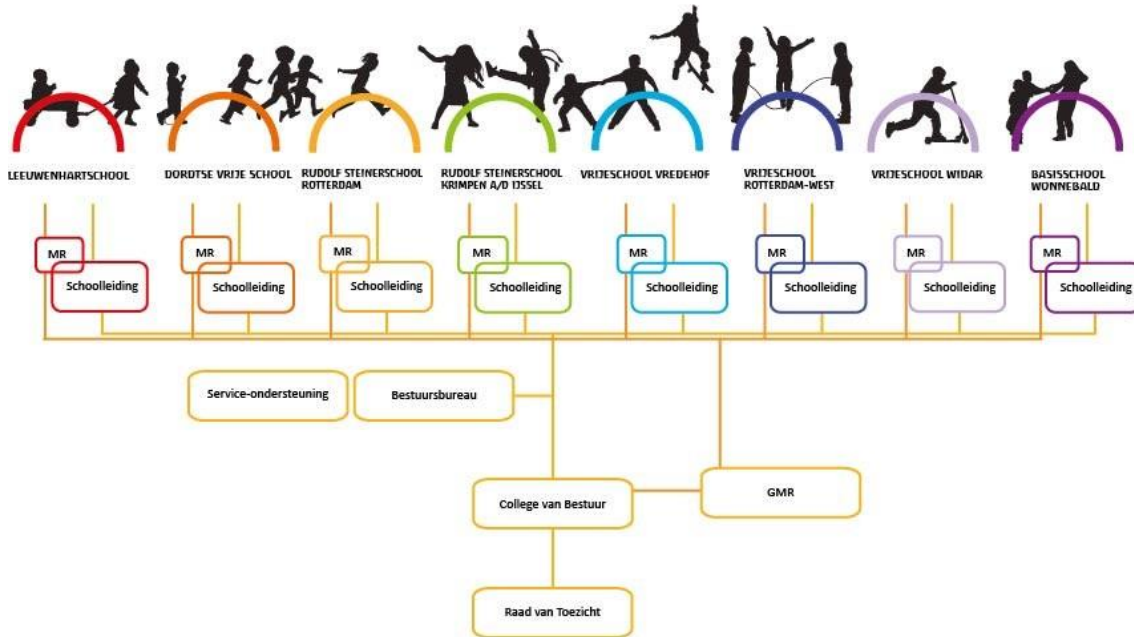 LEEUWENHARTSCHOOL
DORDTSE VRIJE SCHOOL
RUDOLF STEINERSCHOOL
ROTTERDAM
RUDOLF STEINERSCHOOL
KRIMPEN A/D IJSSEL
VRIJESCHOOL VREDEHOF
VRIJESCHOOL
ROTTERDAM-WEST
VRIJESCHOOL WIDAR
BASISSCHOOL
WONNEBALD
MR
MR
MR
MR
MR
MR
MR
MR
Schoolleiding
Schoolleiding
Schoolleiding
Schoolleiding
Schoolleiding
Schoolleiding
Schoolleiding
Schoolleiding
Service-ondersteuning
Bestuursbureau
College van Bestuur
GMR
Raad van Toezicht